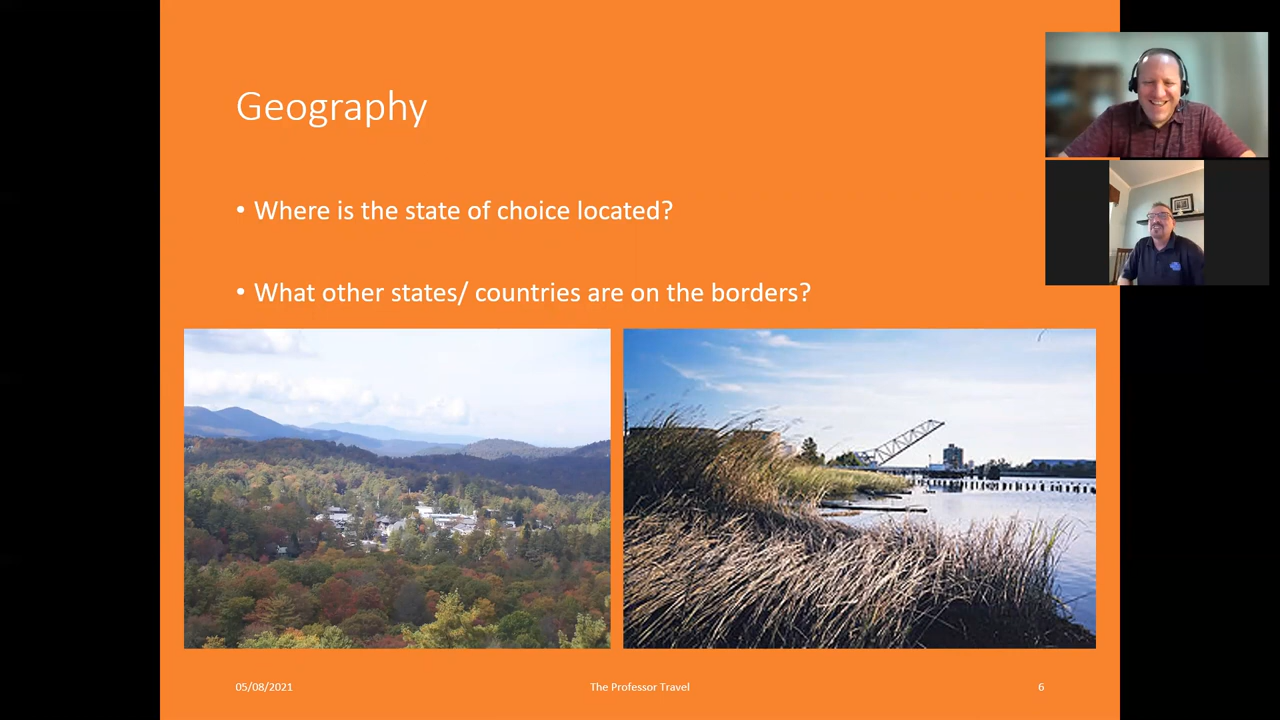 Geography
• Where is the state of choice located?
• What other states/ countries are on the borders?
05/08/2021
The Professor Travel
6